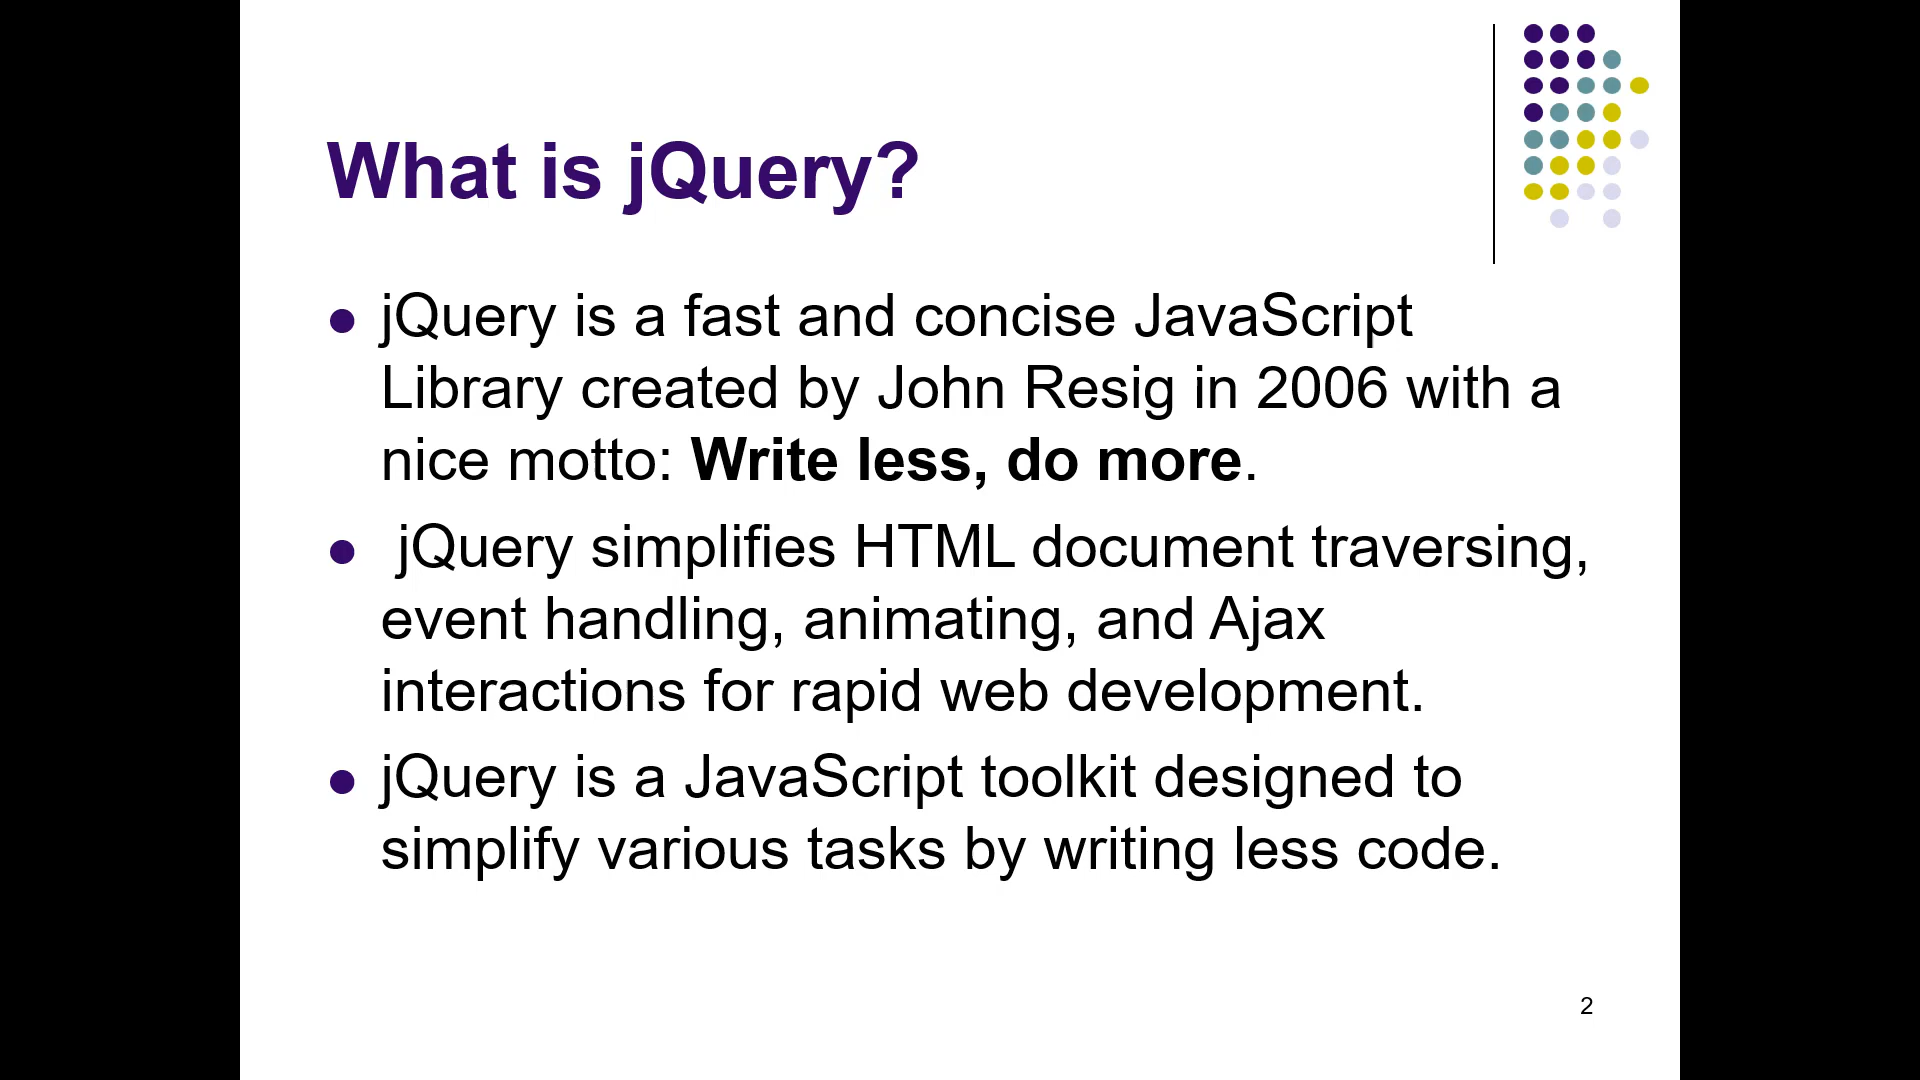 What is jQuery?
jQuery is a fast and concise JavaScript
Library created by John Resig in 2006 with a
nice motto: Write less, do more.
jQuery simplifies HTML document traversing,
event handling, animating, and Ajax
interactions for rapid web development.
jQuery is a JavaScript toolkit designed to
simplify various tasks by writing less code.
2